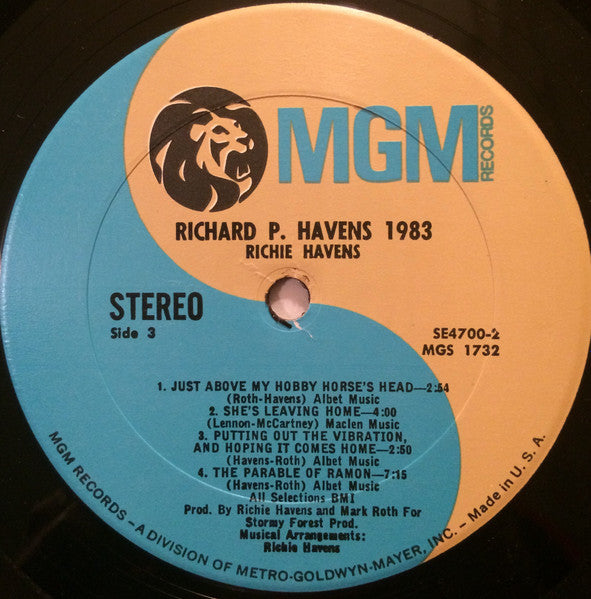 MGM
RECORDS
RICHARD P. HAVENS 1983
RICHIE HAVENS
STEREO
Side 3
SE4700-2
MGS 1732
1. JUST ABOVE MY HOBBY HORSE'S HEAD—2:54
(Roth-Havens) Albet Music
2. SHE'S LEAVING HOME—4:00
(Lennon-McCartney) Maclen Music
3. PUTTING OUT THE VIBRATION,
AND HOPING IT COMES HOME—2:50
(Havens-Roth) Albet Music
4. THE PARABLE OF RAMON—7:15
(Havens-Roth) Albet Music
All Selections BMI
Prod. By Richie Havens and Mark Roth For
Stormy Forest Prod.
Musical Arrangements:
Richie Havens
MGM RECORDS – A DIVISION OF METRO-GOLDWYN-MAYER, INC. – Made in U. S. A.